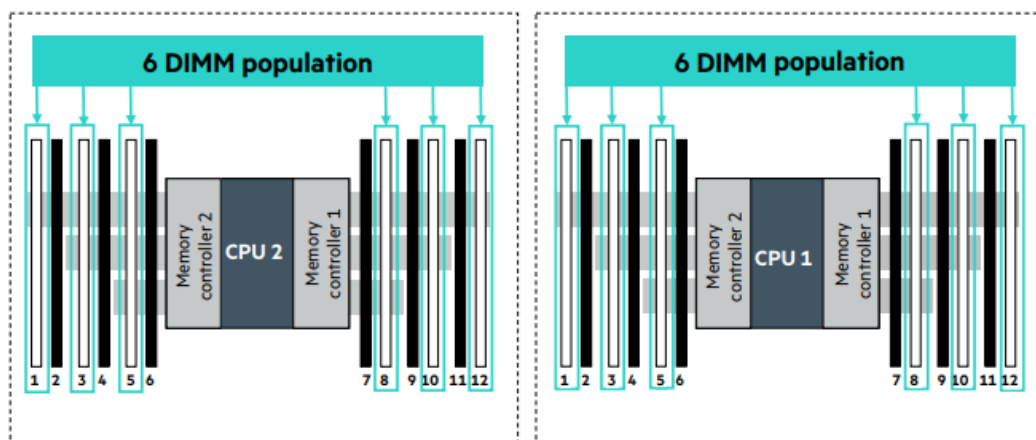 6 DIMM population
Memory controller 2
CPU 2
Memory controller 1
1 2 3 4 5 6 7 8 9 10 11 12
6 DIMM population
Memory controller 2
CPU 1
Memory controller 1
1 2 3 4 5 6 7 8 9 10 11 12